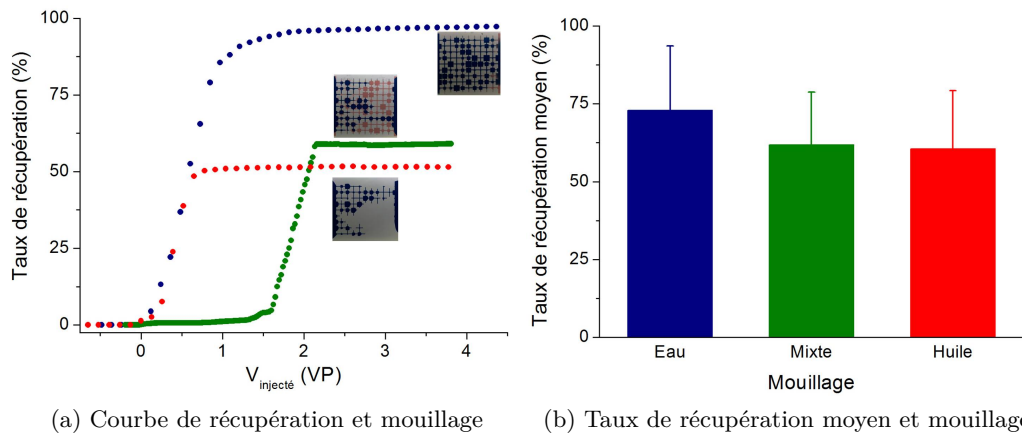 100
75
50
25
0
Taux de récupération (%)
0 1 2 3 4
V injecté (VP)
(a) Courbe de récupération et mouillage
100
75
50
25
0
Taux de récupération moyen (%)
Eau Mixte Huile
Mouillage
(b) Taux de récupération moyen et mouillage